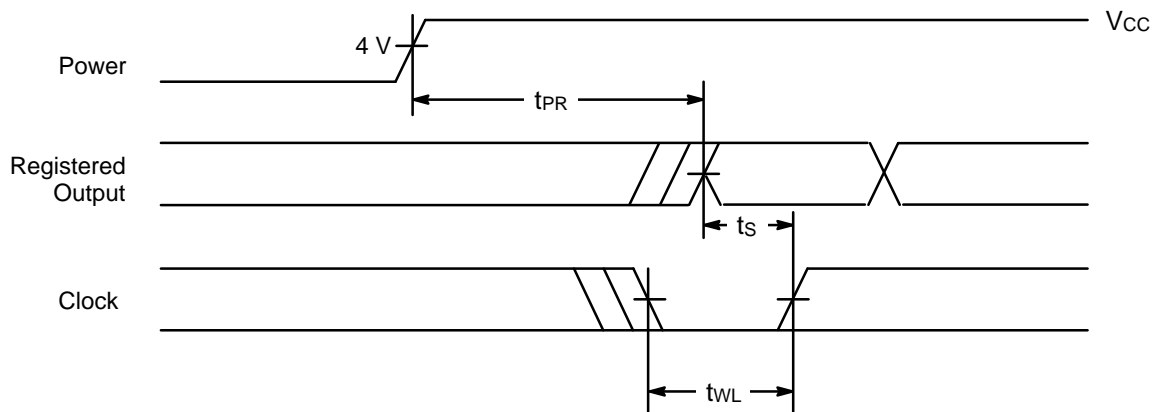 VCC
4 V
Power
tPR
Registered
Output
tS
Clock
tWL